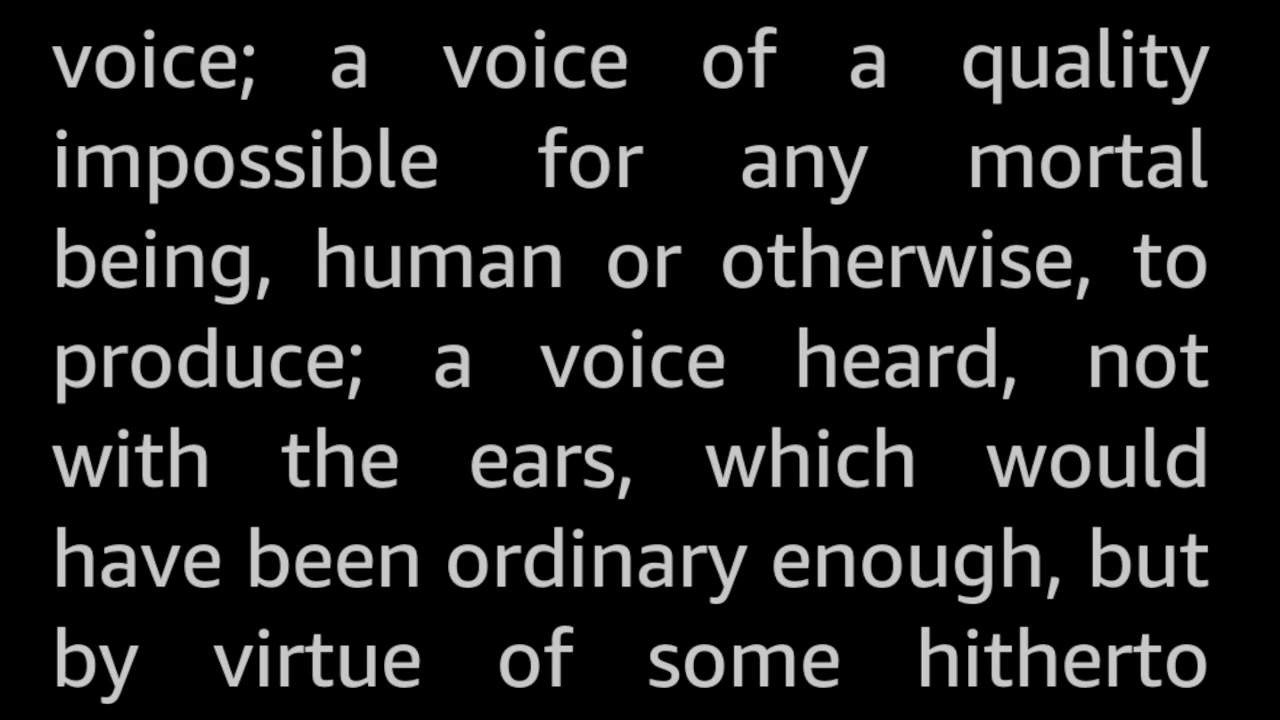 voice; a voice of a quality
impossible for any mortal
being, human or otherwise, to
produce; a voice heard, not
with the ears, which would
have been ordinary enough, but
by virtue of some hitherto